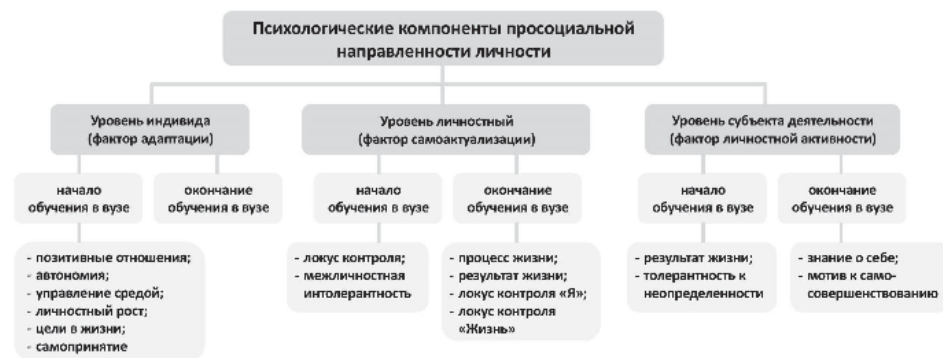 Психологические компоненты просоциальной
направленности личности
Уровень индивида
(фактор адаптации)
Уровень личностный
(фактор самоактуализации)
Уровень субъекта деятельности
(фактор личностной активности)
начало
обучения в вузе
окончание
обучения в вузе
начало
обучения в вузе
окончание
обучения в вузе
начало
обучения в вузе
окончание
обучения в вузе
- позитивные отношения;
- автономия;
- управление средой;
- личностный рост;
- цели в жизни;
- самопринятие
- локус контроля;
- межличностная
интолерантность
- процесс жизни;
- результат жизни;
- локус контроля «Я»;
- локус контроля
«Жизнь»
- результат жизни;
- толерантность к
неопределенности
- знание о себе;
- мотив к само-
совершенствованию